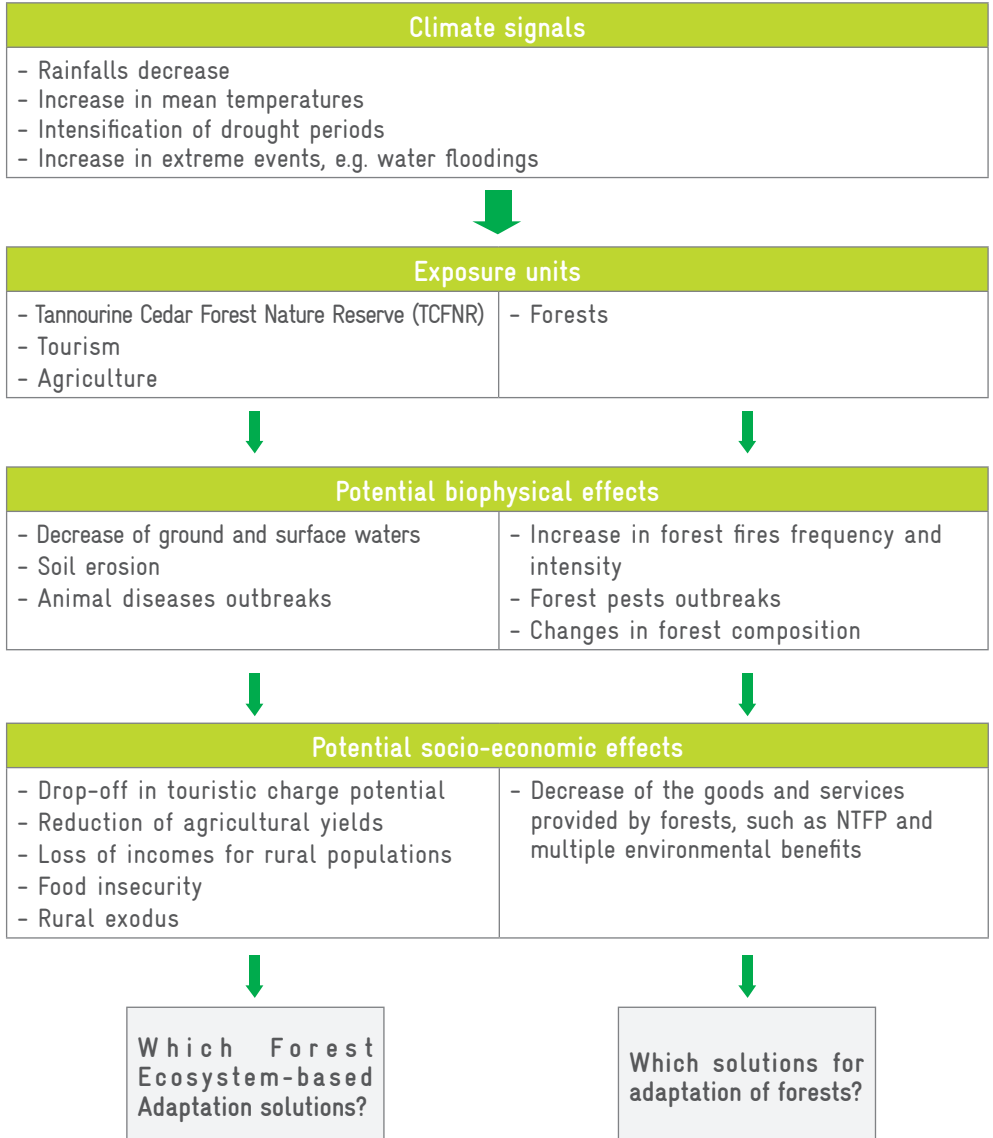 Climate signals
– Rainfalls decrease
– Increase in mean temperatures
– Intensification of drought periods
– Increase in extreme events, e.g. water floodings
Exposure units
– Tannourine Cedar Forest Nature Reserve (TCFNR)
– Tourism
– Agriculture
– Forests
Potential biophysical effects
– Decrease of ground and surface waters
– Soil erosion
– Animal diseases outbreaks
– Increase in forest fires frequency and
intensity
– Forest pests outbreaks
– Changes in forest composition
Potential socio-economic effects
– Drop-off in touristic charge potential
– Reduction of agricultural yields
– Loss of incomes for rural populations
– Food insecurity
– Rural exodus
– Decrease of the goods and services
provided by forests, such as NTFP and
multiple environmental benefits
Which Forest
Ecosystem-based
Adaptation solutions?
Which solutions for
adaptation of forests?